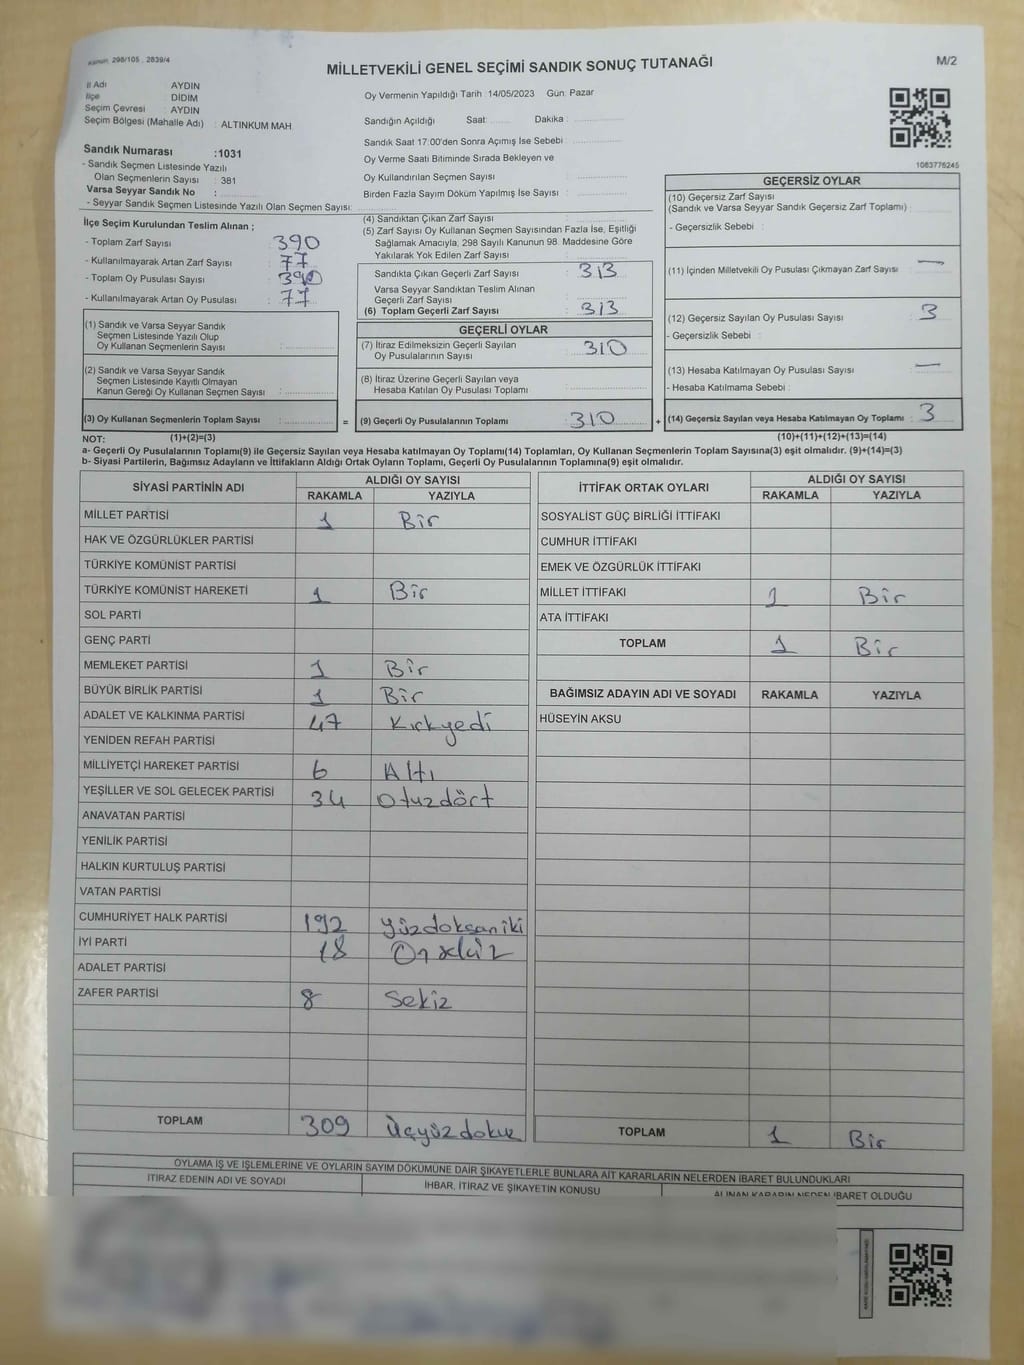 Kanun 298/105 , 2839/4
MİLLETVEKİLİ GENEL SEÇİMİ SANDIK SONUÇ TUTANAĞI
M/2
İl Adı AYDIN
İlçe DİDİM
Seçim Çevresi AYDIN
Seçim Bölgesi (Mahalle Adı) : ALTINKUM MAH
Sandık Numarası :1031
- Sandık Seçmen Listesinde Yazılı
Olan Seçmenlerin Sayısı : 381
Varsa Seyyar Sandık No :
- Seyyar Sandık Seçmen Listesinde Yazılı Olan Seçmen Sayısı:
Oy Vermenin Yapıldığı Tarih : 14/05/2023 Gün: Pazar
Sandığın Açıldığı Saat: Dakika :
Sandık Saat 17:00'den Sonra Açımış İse Sebebi :
Oy Verme Saati Bitiminde Sırada Bekleyen ve
Oy Kullandırılan Seçmen Sayısı :
Birden Fazla Sayım Döküm Yapılmış İse Sayısı :
1083776245
İlçe Seçim Kurulundan Teslim Alınan ;
- Toplam Zarf Sayısı : 390
- Kullanılmayarak Artan Zarf Sayısı : 77
- Toplam Oy Pusulası Sayısı : 390
- Kullanılmayarak Artan Oy Pusulası : 77
(1) Sandık ve Varsa Seyyar Sandık
Seçmen Listesinde Yazılı Olup
Oy Kullanan Seçmenlerin Sayısı :
(2) Sandık ve Varsa Seyyar Sandık
Seçmen Listesinde Kayıtlı Olmayan
Kanun Gereği Oy Kullanan Seçmen Sayısı :
(3) Oy Kullanan Seçmenlerin Toplam Sayısı :
=
(4) Sandıktan Çıkan Zarf Sayısı :
(5) Zarf Sayısı Oy Kullanan Seçmen Sayısından Fazla İse, Eşitliği
Sağlamak Amacıyla, 298 Sayılı Kanunun 98. Maddesine Göre
Yakılarak Yok Edilen Zarf Sayısı :
Sandıkta Çıkan Geçerli Zarf Sayısı : 313
Varsa Seyyar Sandıktan Teslim Alınan
Geçerli Zarf Sayısı :
(6) Toplam Geçerli Zarf Sayısı : 313
GEÇERLİ OYLAR
(7) İtiraz Edilmeksizin Geçerli Sayılan
Oy Pusulalarının Sayısı : 310
(8) İtiraz Üzerine Geçerli Sayılan veya
Hesaba Katılan Oy Pusulası Toplamı :
(9) Geçerli Oy Pusulalarının Toplamı : 310
+
GEÇERSİZ OYLAR
(10) Geçersiz Zarf Sayısı
(Sandık ve Varsa Seyyar Sandık Geçersiz Zarf Toplamı) :
- Geçersizlik Sebebi :
(11) İçinden Milletvekili Oy Pusulası Çıkmayan Zarf Sayısı : —
(12) Geçersiz Sayılan Oy Pusulası Sayısı : 3
- Geçersizlik Sebebi :
(13) Hesaba Katılmayan Oy Pusulası Sayısı : —
- Hesaba Katılmama Sebebi :
(14) Geçersiz Sayılan veya Hesaba Katılmayan Oy Toplamı : 3
NOT: (1)+(2)=(3) (10)+(11)+(12)+(13)=(14)
a- Geçerli Oy Pusulalarının Toplamı(9) ile Geçersiz Sayılan veya Hesaba katılmayan Oy Toplamı(14) Toplamları, Oy Kullanan Seçmenlerin Toplam Sayısına(3) eşit olmalıdır. (9)+(14)=(3)
b- Siyasi Partilerin, Bağımsız Adayların ve İttifakların Aldığı Ortak Oyların Toplamı, Geçerli Oy Pusulalarının Toplamına(9) eşit olmalıdır.
SİYASİ PARTİNİN ADI ALDIĞI OY SAYISI
RAKAMLA YAZIYLA
MİLLET PARTİSİ 1 Bir
HAK VE ÖZGÜRLÜKLER PARTİSİ
TÜRKİYE KOMÜNİST PARTİSİ
TÜRKİYE KOMÜNİST HAREKETİ 1 Bir
SOL PARTİ
GENÇ PARTİ
MEMLEKET PARTİSİ 1 Bir
BÜYÜK BİRLİK PARTİSİ 1 Bir
ADALET VE KALKINMA PARTİSİ 47 Kırkyedi
YENİDEN REFAH PARTİSİ
MİLLİYETÇİ HAREKET PARTİSİ 6 Altı
YEŞİLLER VE SOL GELECEK PARTİSİ 34 Otuzdört
ANAVATAN PARTİSİ
YENİLİK PARTİSİ
HALKIN KURTULUŞ PARTİSİ
VATAN PARTİSİ
CUMHURİYET HALK PARTİSİ 192 Yüzdoksaniki
İYİ PARTİ 18 Onsekiz
ADALET PARTİSİ
ZAFER PARTİSİ 8 Sekiz
TOPLAM 309 Üçyüzdokuz
İTTİFAK ORTAK OYLARI ALDIĞI OY SAYISI
RAKAMLA YAZIYLA
SOSYALİST GÜÇ BİRLİĞİ İTTİFAKI
CUMHUR İTTİFAKI
EMEK VE ÖZGÜRLÜK İTTİFAKI
MİLLET İTTİFAKI 1 Bir
ATA İTTİFAKI
TOPLAM 1 Bir
BAĞIMSIZ ADAYIN ADI VE SOYADI RAKAMLA YAZIYLA
HÜSEYİN AKSU
TOPLAM 1 Bir
OYLAMA İŞ VE İŞLEMLERİNE VE OYLARIN SAYIM DÖKÜMÜNE DAİR ŞİKAYETLERLE BUNLARA AİT KARARLARIN NELERDEN İBARET BULUNDUKLARI
İTİRAZ EDENİN ADI VE SOYADI İHBAR, İTİRAZ VE ŞİKAYETİN KONUSU ALINAN KARARIN NEDEN İBARET OLDUĞU